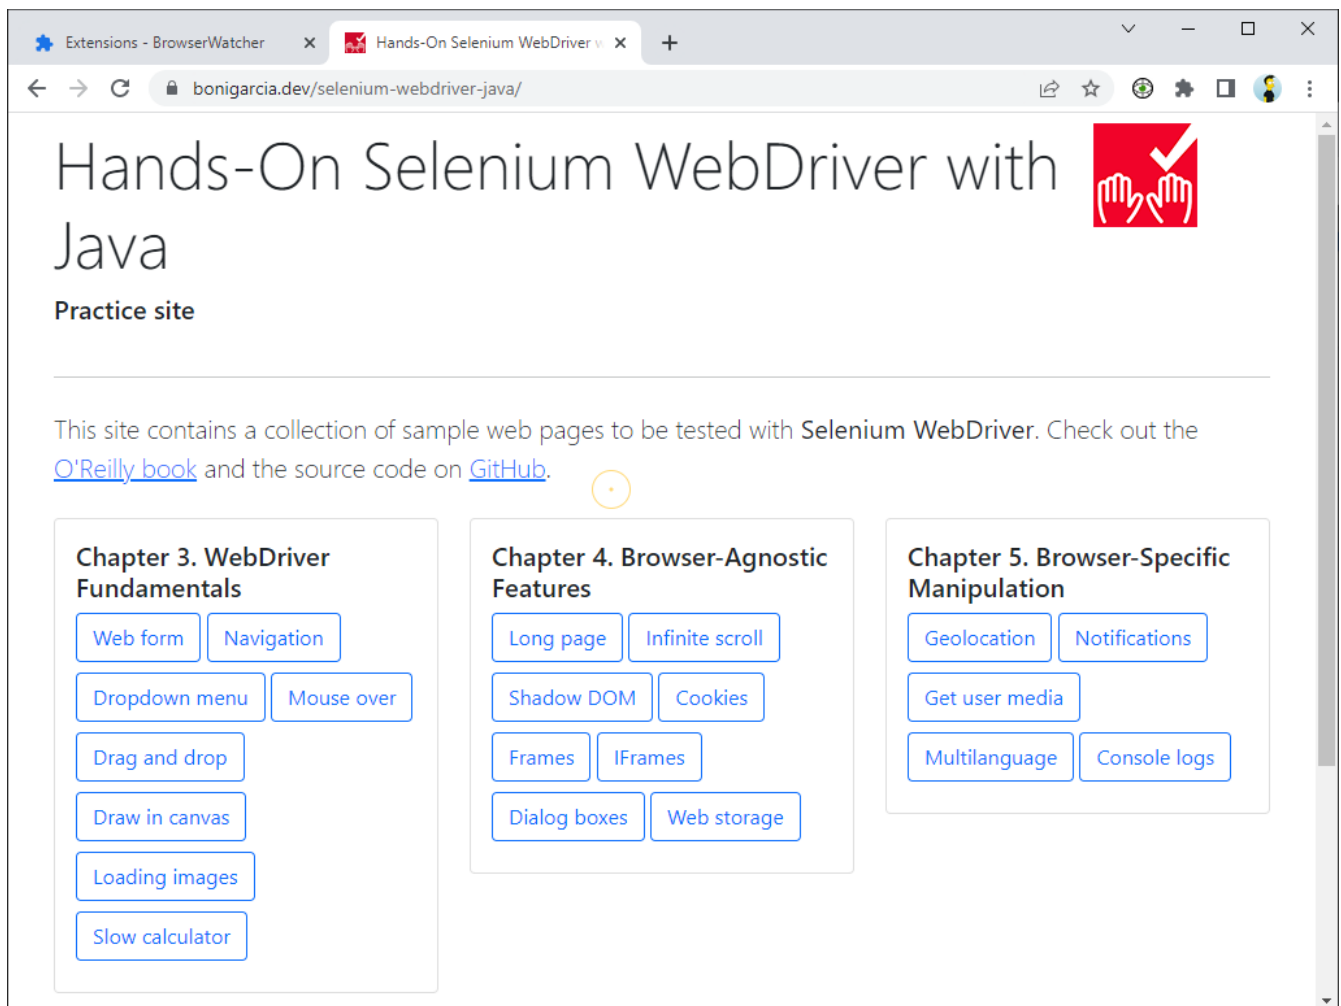 Extensions - BrowserWatcher
Hands-On Selenium WebDriver w
bonigarcia.dev/selenium-webdriver-java/
Hands-On Selenium WebDriver with
Java
Practice site
This site contains a collection of sample web pages to be tested with Selenium WebDriver. Check out the
O'Reilly book and the source code on GitHub.
Chapter 3. WebDriver
Fundamentals
Web form Navigation
Dropdown menu Mouse over
Drag and drop
Draw in canvas
Loading images
Slow calculator
Chapter 4. Browser-Agnostic
Features
Long page Infinite scroll
Shadow DOM Cookies
Frames IFrames
Dialog boxes Web storage
Chapter 5. Browser-Specific
Manipulation
Geolocation Notifications
Get user media
Multilanguage Console logs